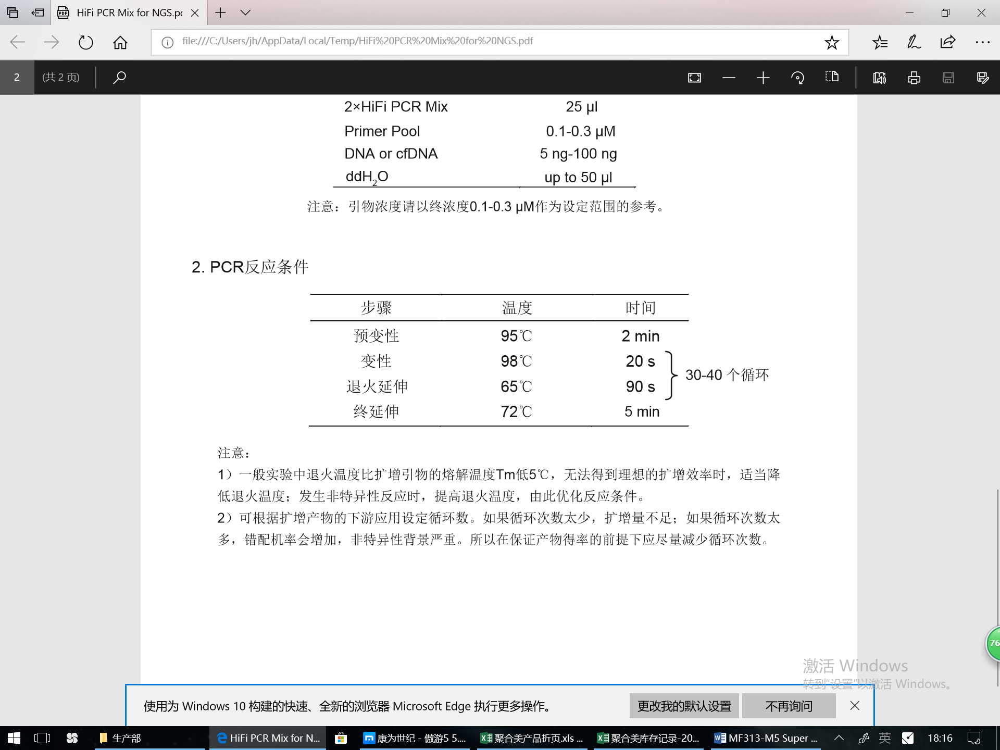 HiFi PCR Mix for NGS.p
file:///C:/Users/jh/AppData/Local/Temp/HiFi%20PCR%20Mix%20for%20NGS.pdf
2 (共 2 页)
2×HiFi PCR Mix 25 μl
Primer Pool 0.1-0.3 μM
DNA or cfDNA 5 ng-100 ng
ddH2O up to 50 μl
注意：引物浓度请以终浓度0.1-0.3 μM作为设定范围的参考。
2. PCR反应条件
步骤 温度 时间
预变性 95℃ 2 min
变性 98℃ 20 s
30-40 个循环
退火延伸 65℃ 90 s
终延伸 72℃ 5 min
注意：
1）一般实验中退火温度比扩增引物的熔解温度Tm低5℃，无法得到理想的扩增效率时，适当降
低退火温度；发生非特异性反应时，提高退火温度，由此优化反应条件。
2）可根据扩增产物的下游应用设定循环数。如果循环次数太少，扩增量不足；如果循环次数太
多，错配机率会增加，非特异性背景严重。所以在保证产物得率的前提下应尽量减少循环次数。
76
激活 Windows
转到“设置”以激活 Windows。
使用为 Windows 10 构建的快速、全新的浏览器 Microsoft Edge 执行更多操作。 更改我的默认设置 不再询问
生产部 HiFi PCR Mix for N... 康为世纪 - 傲游5 5.... 聚合美产品折页.xls ... 聚合美库存记录-20... MF313-M5 Super ... 英 18:16